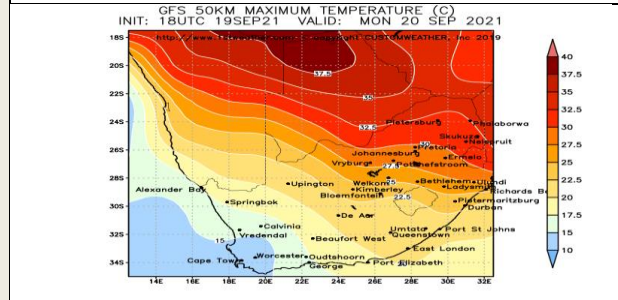 GFS 50KM MAXIMUM TEMPERATURE (C)
INIT: 18UTC 19SEP21 VALID: MON 20 SEP 2021
Copyright CUSTOMWEATHER, Inc 2019
18S
20S
22S
24S
26S
28S
30S
32S
34S
14E
16E
18E
20E
22E
24E
26E
28E
30E
32E
40
37.5
35
32.5
30
27.5
25
22.5
20
17.5
15
10
37.5
35
32.5
30
22.5
15
Pietersburg
Phalaborwa
Skukuza
Nelspruit
Pretoria
Johannesburg
Ermelo
Vryburg
Potchefstroom
Alexander Bay
Upington
Welkom
Kimberley
Bethlehem
Ulundi
Ladysmith
Bloemfontein
Springbok
Pietermaritzburg
Durban
De Aar
Calvinia
Vredendal
Umtata
Port St Johns
Queenstown
Beaufort West
East London
Cape Town
Worcester
Oudtshoorn
George
Port Elizabeth